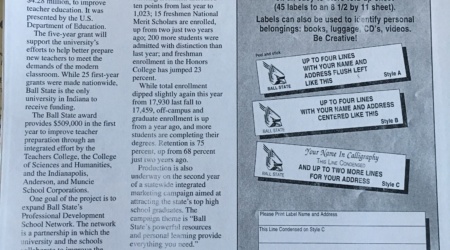 $4.28 million, to improve
teacher education. It was
presented by the U.S.
Department of Education.
The five-year grant will
support the university's
efforts to help better prepare
new teachers to meet the
demands of the modern
classroom. While 25 first-year
grants were made nationwide,
Ball State is the only
university in Indiana to
receive funding.
The Ball State award
provides $509,000 in the first
year to improve teacher
preparation through an
integrated effort by the
Teachers College, the College
of Sciences and Humanities,
and the Indianapolis,
Anderson, and Muncie
School Corporations.
One goal of the project is to
expand Ball State's
Professional Development
School Network. The network
is a partnership in which the
university and the schools
ten points from last year to
1,023; 15 freshmen National
Merit Scholars are enrolled,
up from two just two years
ago; 200 more students were
admitted with distinction than
last year; and freshman
enrollment in the Honors
College has jumped 23
percent.
While total enrollment
dipped slightly again this year
from 17,930 last fall to
17,459, off-campus and
graduate enrollment is up
from a year ago, and more
students are completing their
degrees. Retention is 75
percent, up from 68 percent
just two years ago.
Production is also
underway on the second year
of a statewide integrated
marketing campaign aimed at
attracting the state's top high
school graduates. The
campaign theme is "Ball
State's powerful resources
and personal learning provide
everything you need."
(45 labels to an 8 1/2 by 11 sheet).
Labels can also be used to identify personal
belongings: books, luggage, CD's, videos.
Be Creative!
Peel and stick
BALL STATE
UP TO FOUR LINES
WITH YOUR NAME AND
ADDRESS FLUSH LEFT
LIKE THIS
Style A
BALL STATE
UP TO FOUR LINES
WITH YOUR NAME AND ADDRESS
CENTERED LIKE THIS
Style B
BALL STATE
Your Name In Calligraphy
THIS LINE CONDENSED
AND UP TO TWO MORE LINES
FOR YOUR ADDRESS
Style C
Please Print Label Name and Address
This Line Condensed on Style C